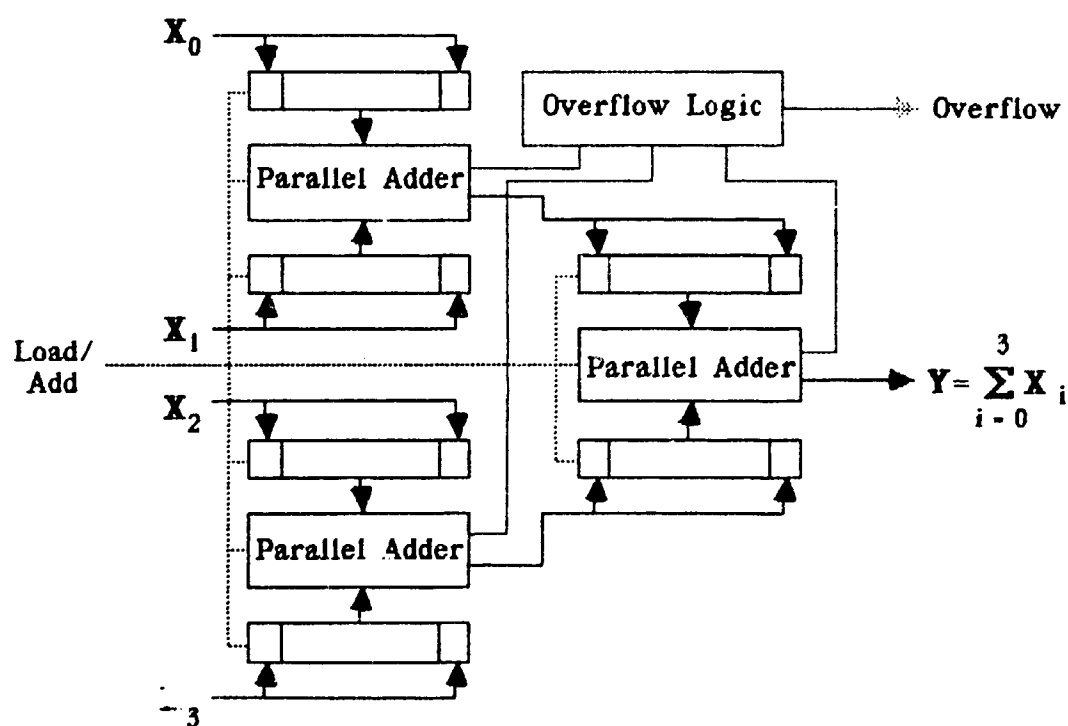 X₀
Overflow Logic
Overflow
Parallel Adder
X₁
Load/
Add
Parallel Adder
Y = ∑ X i
3
i = 0
X₂
Parallel Adder
3